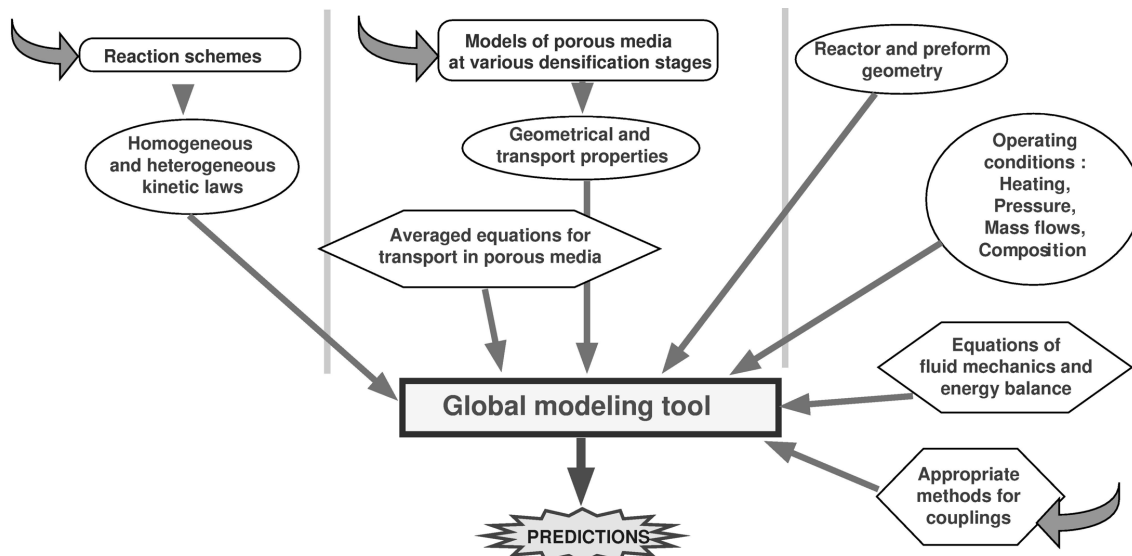 Reaction schemes
Homogeneous
and heterogeneous
kinetic laws
Models of porous media
at various densification stages
Geometrical and
transport properties
Averaged equations for
transport in porous media
Reactor and preform
geometry
Operating
conditions :
Heating,
Pressure,
Mass flows,
Composition
Equations of
fluid mechanics and
energy balance
Appropriate
methods for
couplings
Global modeling tool
PREDICTIONS